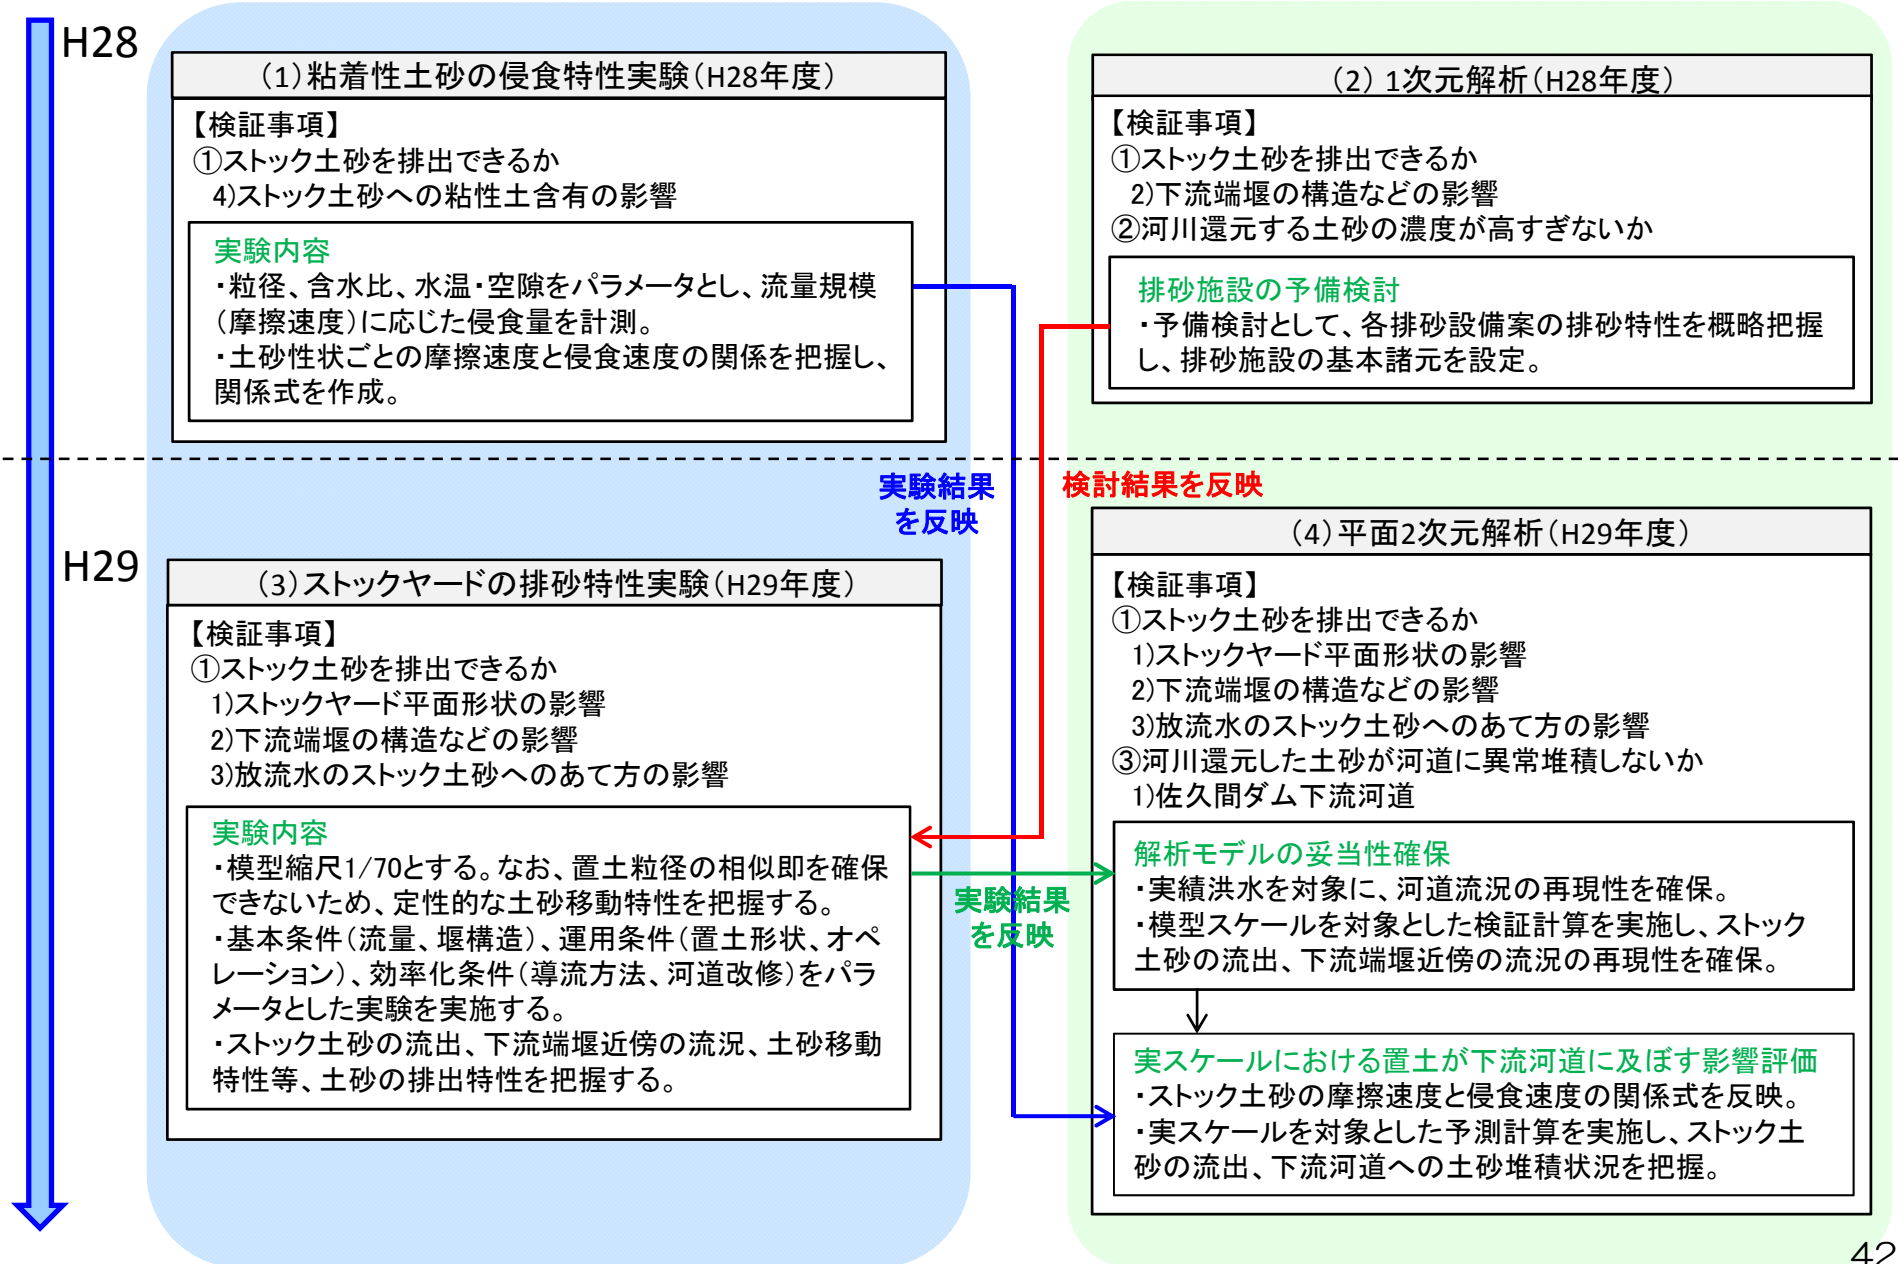 H28
(1)粘着性土砂の侵食特性実験(H28年度)
【検証事項】
①ストック土砂を排出できるか
4)ストック土砂への粘性土含有の影響
実験内容
・粒径、含水比、水温・空隙をパラメータとし、流量規模
(摩擦速度)に応じた侵食量を計測。
・土砂性状ごとの摩擦速度と侵食速度の関係を把握し、
関係式を作成。
(2) 1次元解析(H28年度)
【検証事項】
①ストック土砂を排出できるか
2)下流端堰の構造などの影響
②河川還元する土砂の濃度が高すぎないか
排砂施設の予備検討
・予備検討として、各排砂設備案の排砂特性を概略把握
し、排砂施設の基本諸元を設定。
実験結果
を反映
検討結果を反映
H29
(3)ストックヤードの排砂特性実験(H29年度)
【検証事項】
①ストック土砂を排出できるか
1)ストックヤード平面形状の影響
2)下流端堰の構造などの影響
3)放流水のストック土砂へのあて方の影響
実験内容
・模型縮尺1/70とする。なお、置土粒径の相似即を確保
できないため、定性的な土砂移動特性を把握する。
・基本条件(流量、堰構造)、運用条件(置土形状、オペ
レーション)、効率化条件(導流方法、河道改修)をパラ
メータとした実験を実施する。
・ストック土砂の流出、下流端堰近傍の流況、土砂移動
特性等、土砂の排出特性を把握する。
実験結果
を反映
(4)平面2次元解析(H29年度)
【検証事項】
①ストック土砂を排出できるか
1)ストックヤード平面形状の影響
2)下流端堰の構造などの影響
3)放流水のストック土砂へのあて方の影響
③河川還元した土砂が河道に異常堆積しないか
1)佐久間ダム下流河道
解析モデルの妥当性確保
・実績洪水を対象に、河道流況の再現性を確保。
・模型スケールを対象とした検証計算を実施し、ストック
土砂の流出、下流端堰近傍の流況の再現性を確保。
実スケールにおける置土が下流河道に及ぼす影響評価
・ストック土砂の摩擦速度と侵食速度の関係式を反映。
・実スケールを対象とした予測計算を実施し、ストック土
砂の流出、下流河道への土砂堆積状況を把握。
42